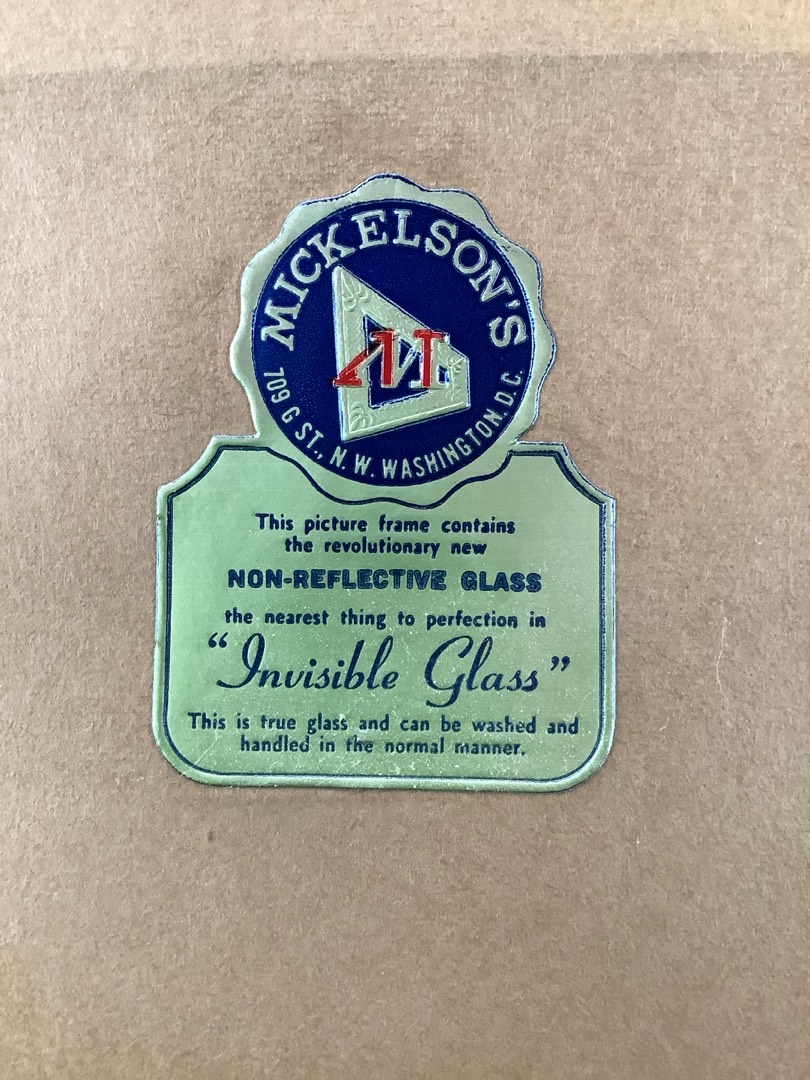 MICKELSON'S
M
709 G ST., N.W. WASHINGTON. D.C.
This picture frame contains
the revolutionary new
NON-REFLECTIVE GLASS
the nearest thing to perfection in
"Invisible Glass"
This is true glass and can be washed and
handled in the normal manner.